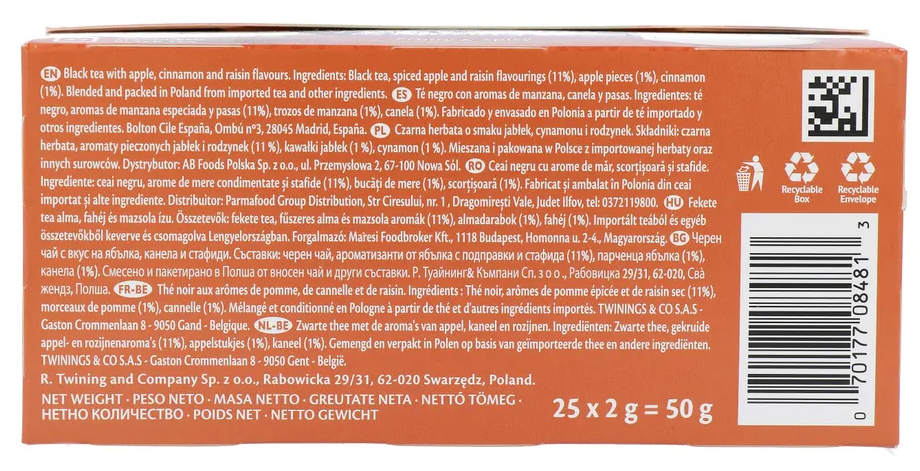 EN Black tea with apple, cinnamon and raisin flavours. Ingredients: Black tea, spiced apple and raisin flavourings (11%), apple pieces (1%), cinnamon
(1%). Blended and packed in Poland from imported tea and other ingredients. ES Té negro con aromas de manzana, canela y pasas. Ingredientes: té
negro, aromas de manzana especiada y pasas (11%), trozos de manzana (1%), canela (1%). Fabricado y envasado en Polonia a partir de té importado y
otros ingredientes. Bolton Cile España, Ombú nº3, 28045 Madrid, España. PL Czarna herbata o smaku jabłek, cynamonu i rodzynek. Składniki: czarna
herbata, aromaty pieczonych jabłek i rodzynek (11 %), kawałki jabłek (1 %), cynamon (1 %). Mieszana i pakowana w Polsce z importowanej herbaty oraz
innych surowców. Dystrybutor: AB Foods Polska Sp. z o.o., ul. Przemysłowa 2, 67-100 Nowa Sól. RO Ceai negru cu arome de măr, scorțișoară și stafide.
Ingrediente: ceai negru, arome de mere condimentate și stafide (11%), bucăți de mere (1%), scorțișoară (1%). Fabricat și ambalat în Polonia din ceai
importat și alte ingrediente. Distribuitor: Parmafood Group Distribution, Str Ciresului, nr. 1, Dragomirești Vale, Judet Ilfov, tel: 0372119800. HU Fekete
tea alma, fahéj és mazsola ízu. Összetevők: fekete tea, fűszeres alma és mazsola aromák (11%), almadarabok (1%), fahéj (1%). Importált teából és egyéb
összetevőkből keverve és csomagolva Lengyelországban. Forgalmazó: Maresi Foodbroker Kft., 1118 Budapest, Homonna u. 2-4., Magyarország. BG Черен
чай с вкус на ябълка, канела и стафиди. Съставки: черен чай, ароматизанти от ябълка с подправки и стафида (11%), парченца ябълка (1%),
канела (1%). Смесено и пакетирано в Полша от вносен чай и други съставки. Р. Туайнинг& Къмпани Сп. з о о , Рабовицка 29/31, 62-020, Свà
жендз, Полша. FR-BE Thé noir aux arômes de pomme, de cannelle et de raisin. Ingrédients : Thé noir, arômes de pomme épicée et de raisin sec (11%),
morceaux de pomme (1%), cannelle (1%). Mélangé et conditionné en Pologne à partir de thé et d'autres ingrédients importés. TWININGS & CO S.A.S -
Gaston Crommenlaan 8 - 9050 Gand - Belgique. NL-BE Zwarte thee met de aroma's van appel, kaneel en rozijnen. Ingrediënten: Zwarte thee, gekruide
appel- en rozijnenaroma's (11%), appelstukjes (1%), kaneel (1%). Gemengd en verpakt in Polen op basis van geïmporteerde thee en andere ingrediënten.
TWININGS & CO S.A.S - Gaston Crommenlaan 8 - 9050 Gent - België.
R. Twining and Company Sp. z o.o., Rabowicka 29/31, 62-020 Swarzędz, Poland.
NET WEIGHT · PESO NETO · MASA NETTO · GREUTATE NETA · NETTÓ TÖMEG ·
НЕТНО КОЛИЧЕСТВО · POIDS NET · NETTO GEWICHT
25 x 2 g = 50 g
Recyclable Box
Recyclable Envelope
0 70177 08481 3